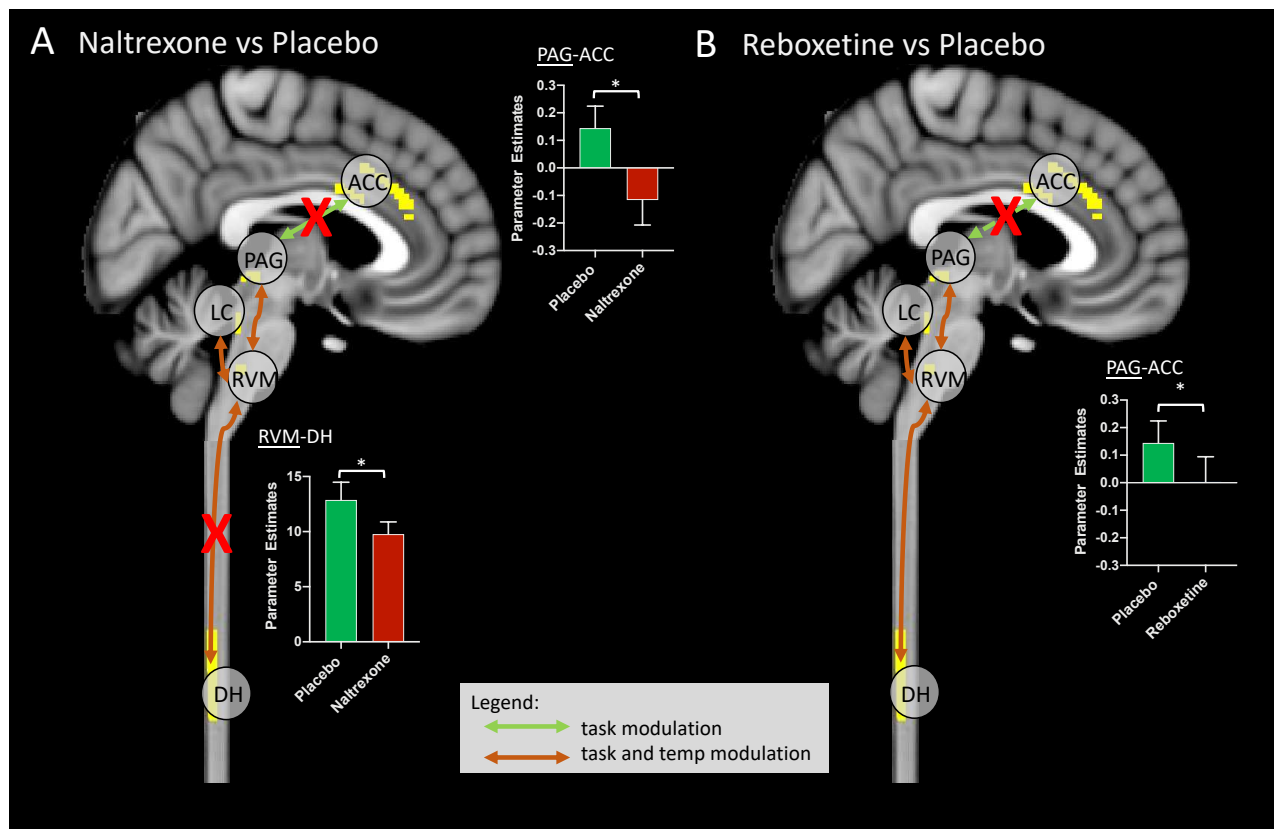 A Naltrexone vs Placebo
PAG-ACC
*
Parameter Estimates
0.3
0.2
0.1
0.0
-0.1
-0.2
-0.3
Placebo
Naltrexone
ACC
X
PAG
LC
RVM
RVM-DH
*
Parameter Estimates
15
10
5
0
Placebo
Naltrexone
X
DH
B Reboxetine vs Placebo
ACC
X
PAG
LC
RVM
PAG-ACC
*
Parameter Estimates
0.3
0.2
0.1
0.0
-0.1
-0.2
-0.3
Placebo
Reboxetine
DH
Legend:
task modulation
task and temp modulation